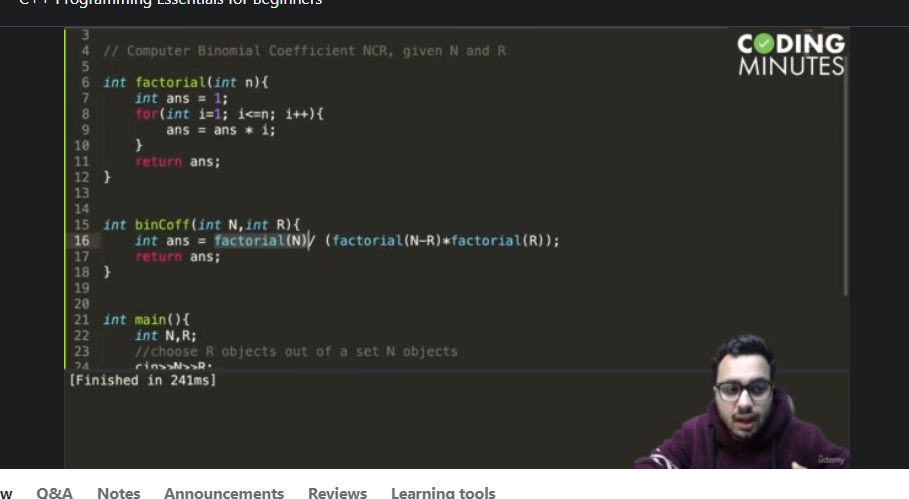 C++ Programming Essentials for Beginners
CODING
MINUTES
3
4 // Computer Binomial Coefficient NCR, given N and R
5
6 int factorial(int n){
7 int ans = 1;
8 for(int i=1; i<=n; i++){
9 ans = ans * i;
10 }
11 return ans;
12 }
13
14
15 int binCoff(int N,int R){
16 int ans = factorial(N)/ (factorial(N-R)*factorial(R));
17 return ans;
18 }
19
20
21 int main(){
22 int N,R;
23 //choose R objects out of a set N objects
24 cin>>N>>R;
[Finished in 241ms]
ûdemy
w Q&A Notes Announcements Reviews Learning tools